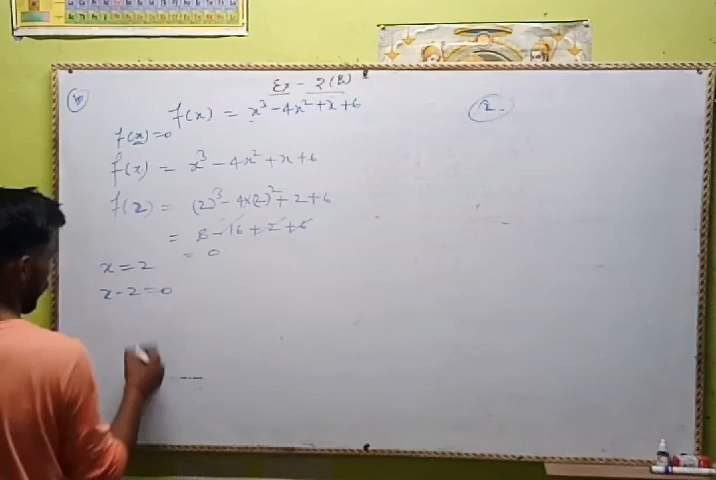 Ex - 2(B)
f(x) = x³ - 4x² + x + 6
f(x) = 0
f(x) = x³ - 4x² + x + 6
f(2) = (2)³ - 4x(2)² + 2 + 6
= 8 - 16 + 2 + 6
= 0
x = 2
x - 2 = 0
2.